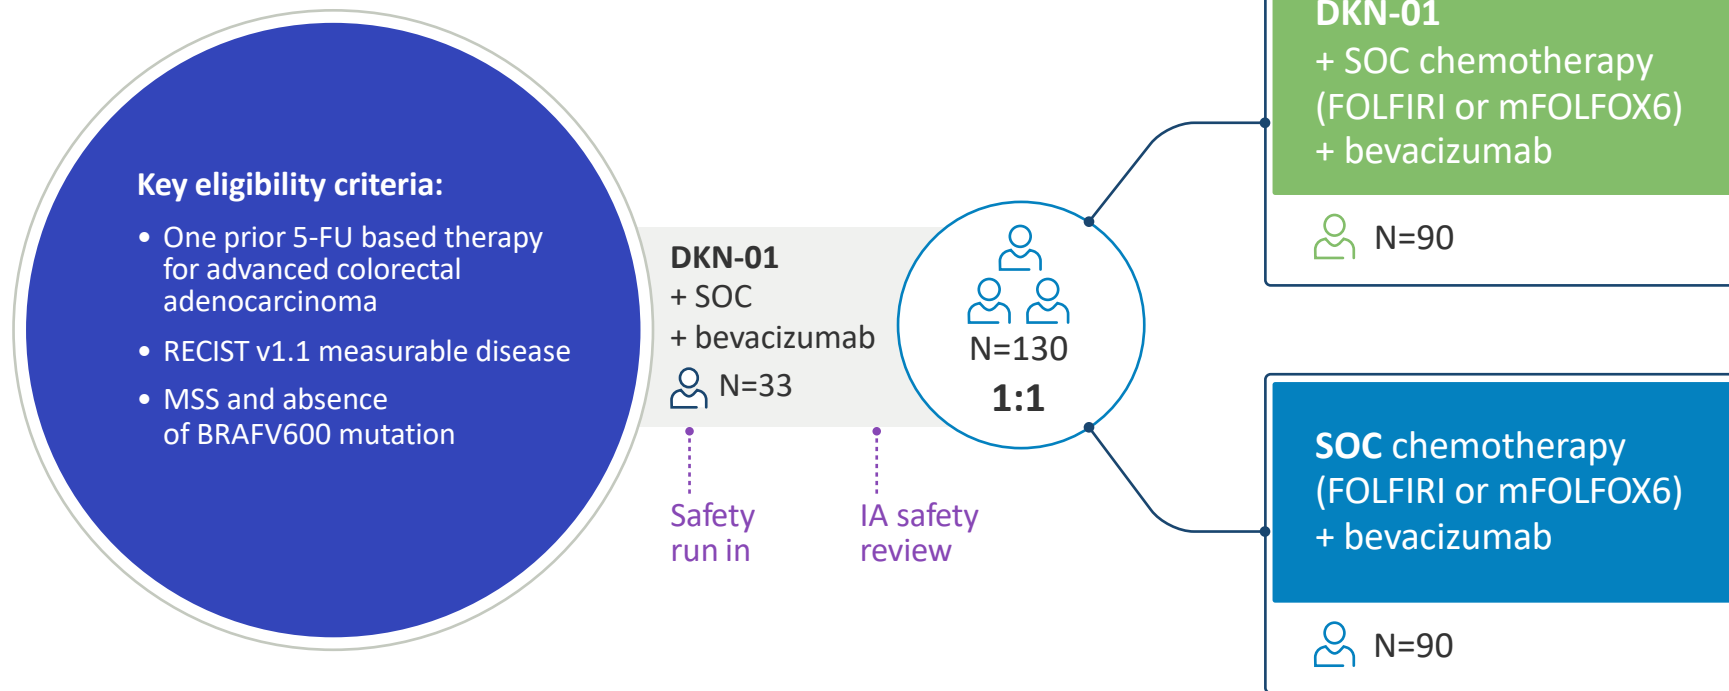 Key eligibility criteria:
• One prior 5-FU based therapy
for advanced colorectal
adenocarcinoma
• RECIST v1.1 measurable disease
• MSS and absence
of BRAFV600 mutation
DKN-01
+ SOC
+ bevacizumab
N=33
Safety
run in
IA safety
review
N=130
1:1
DKN-01
+ SOC chemotherapy
(FOLFIRI or mFOLFOX6)
+ bevacizumab
N=90
SOC chemotherapy
(FOLFIRI or mFOLFOX6)
+ bevacizumab
N=90